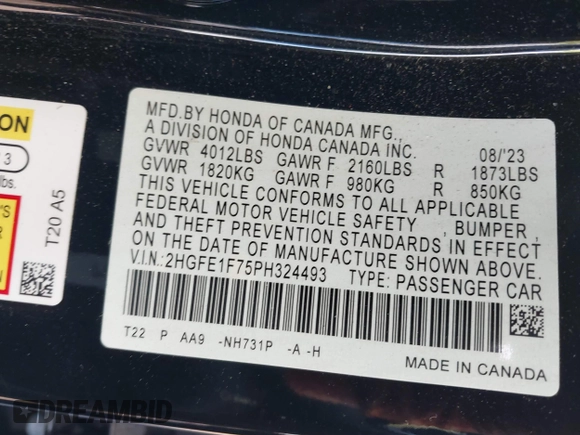 MFD.BY HONDA OF CANADA MFG.,
A DIVISION OF HONDA CANADA INC. 08/'23
GVWR 4012LBS GAWR F 2160LBS R 1873LBS
GVWR 1820KG GAWR F 980KG R 850KG
THIS VEHICLE CONFORMS TO ALL APPLICABLE
FEDERAL MOTOR VEHICLE SAFETY , BUMPER,
AND THEFT PREVENTION STANDARDS IN EFFECT
ON THE DATE OF MANUFACTURE SHOWN ABOVE.
V.I.N.:2HGFE1F75PH324493 TYPE: PASSENGER CAR
T22 P AA9 -NH731P -A -H
MADE IN CANADA
ION
3
lbs.
'S
R
T20 A5
DREAMBID